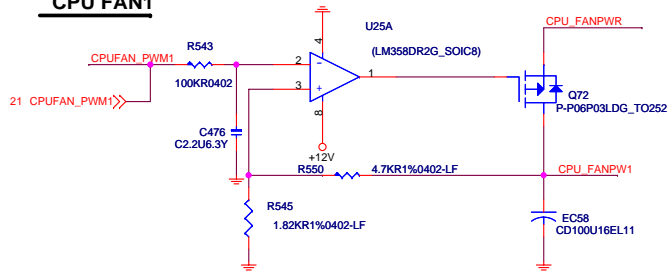 CPU FAN1
U25A
CPU_FANPWR
4
R543
(LM358DR2G_SOIC8)
CPUFAN_PWM1
2
-
1
100KR0402
3
+
Q72
21 CPUFAN_PWM1
P-P06P03LDG_TO252
8
C476
C2.2U6.3Y
+12V
R550
4.7KR1%0402-LF
CPU_FANPW1
R545
EC58
1.82KR1%0402-LF
CD100U16EL11